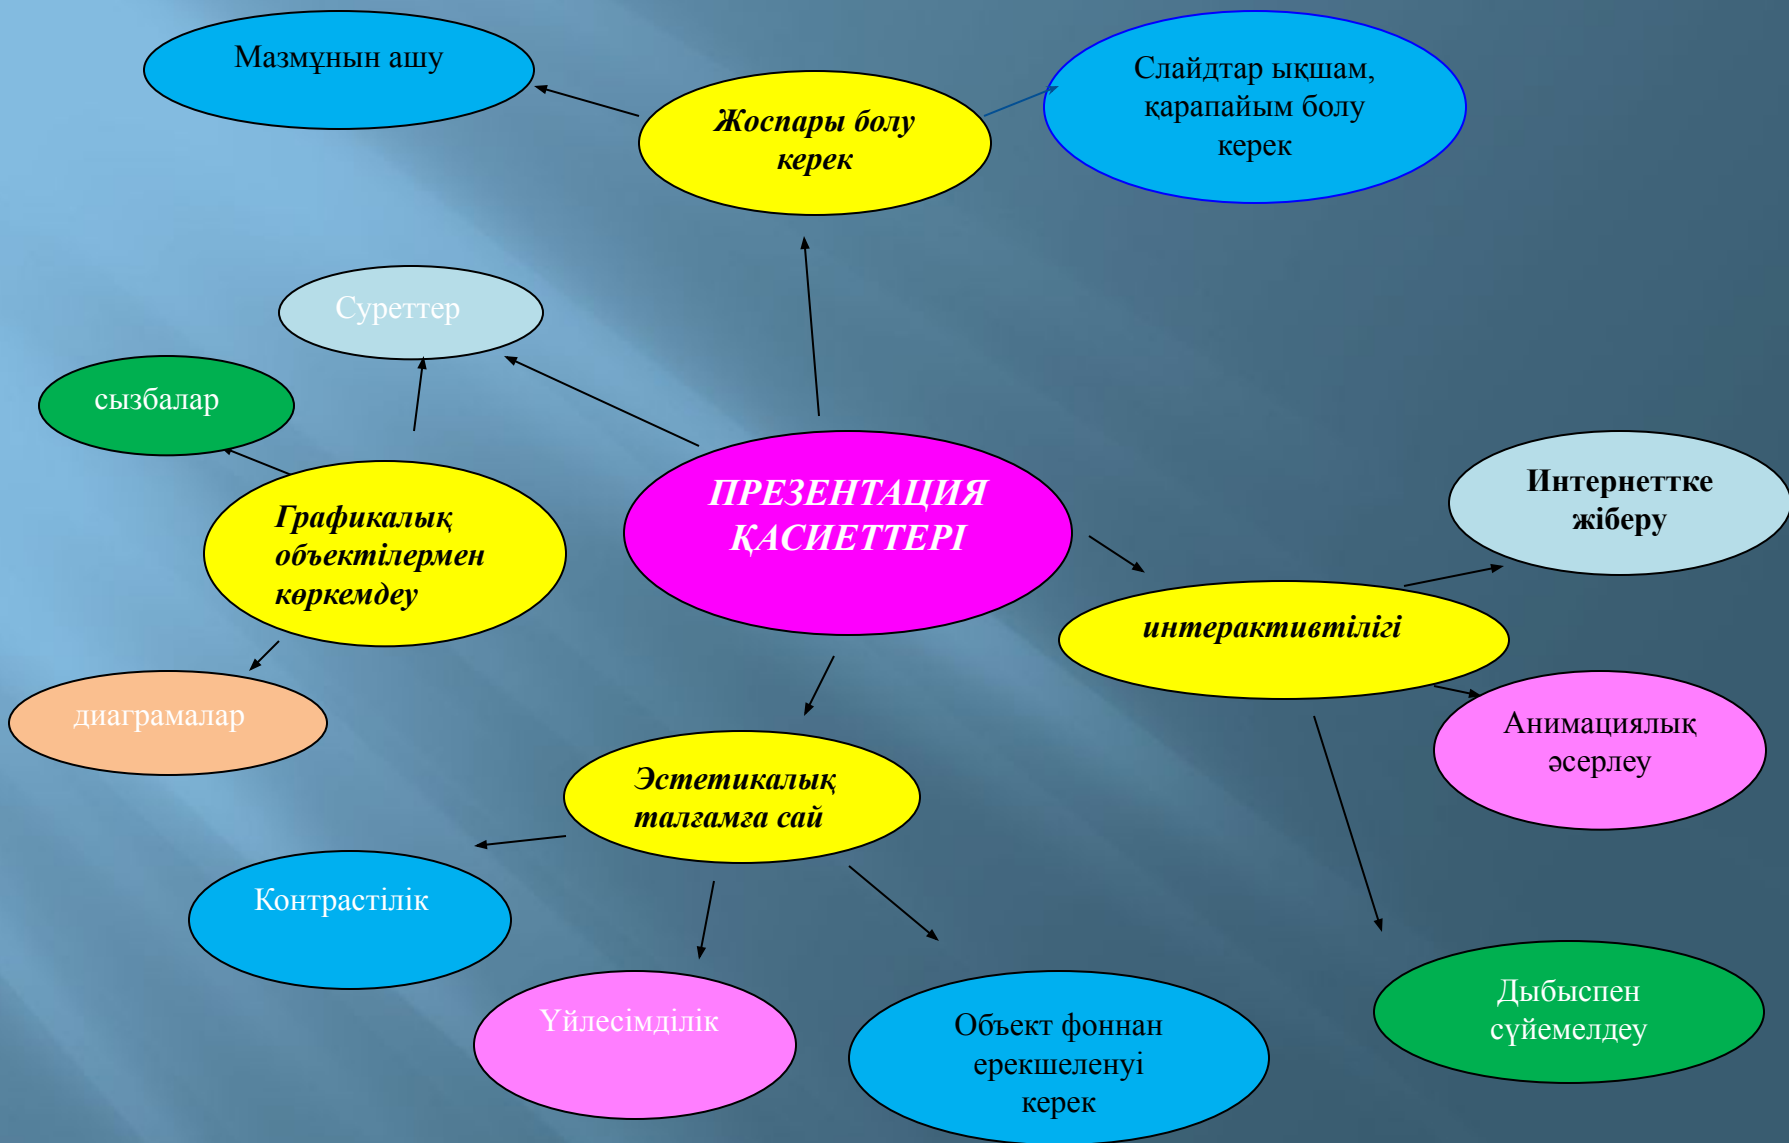 Мазмұнын ашу
Слайдтар ықшам,
қарапайым болу
керек
Жоспары болу
керек
Суреттер
сызбалар
Графикалық
объектілермен
көркемдеу
ПРЕЗЕНТАЦИЯ
ҚАСИЕТТЕРІ
Интернеттке
жіберу
интерактивтілігі
диаграмалар
Анимациялық
әсерлеу
Эстетикалық
талғамға сай
Контрастілік
Үйлесімділік
Объект фоннан
ерекшеленуі
керек
Дыбыспен
сүйемелдеу